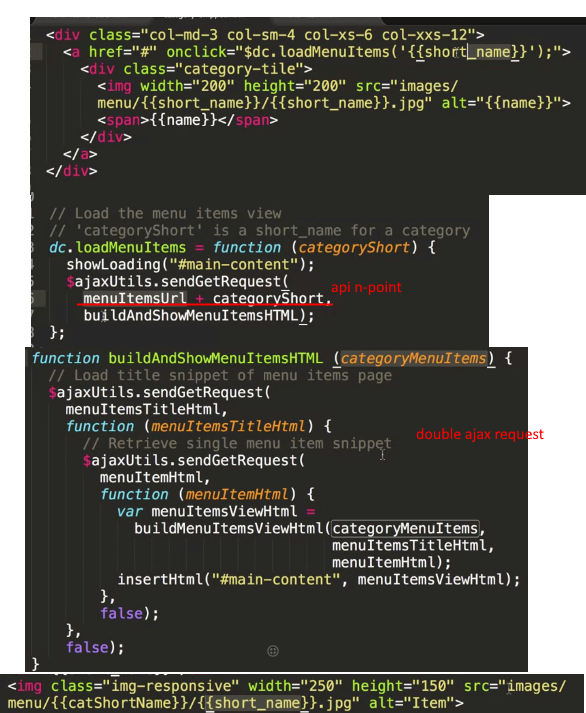 <div class="col-md-3 col-sm-4 col-xs-6 col-xxs-12">
<a href="#" onclick="$dc.loadMenuItems('{{short_name}}');">
<div class="category-tile">
<img width="200" height="200" src="images/
menu/{{short_name}}/{{short_name}}.jpg" alt="{{name}}">
<span>{{name}}</span>
</div>
</a>
</div>
// Load the menu items view
// 'categoryShort' is a short_name for a category
dc.loadMenuItems = function (categoryShort) {
showLoading("#main-content");
$ajaxUtils.sendGetRequest(
api n-point
menuItemsUrl + categoryShort,
buildAndShowMenuItemsHTML);
};
function buildAndShowMenuItemsHTML (categoryMenuItems) {
// Load title snippet of menu items page
$ajaxUtils.sendGetRequest(
menuItemsTitleHtml,
function (menuItemsTitleHtml) {
double ajax request
// Retrieve single menu item snippet
$ajaxUtils.sendGetRequest(
menuItemHtml,
function (menuItemHtml) {
var menuItemsViewHtml =
buildMenuItemsViewHtml(categoryMenuItems,
menuItemsTitleHtml,
menuItemHtml);
insertHtml("#main-content", menuItemsViewHtml);
},
false);
},
false);
}
<img class="img-responsive" width="250" height="150" src="images/
menu/{{catShortName}}/{{short_name}}.jpg" alt="Item">